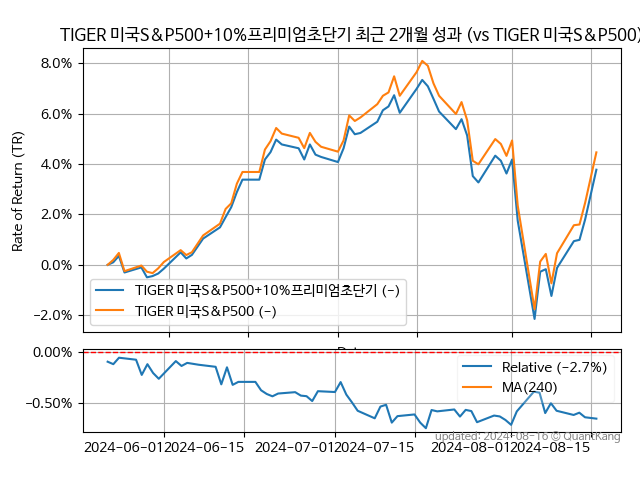 TIGER 미국S&P500+10%프리미엄초단기 최근 2개월 성과 (vs TIGER 미국S&P500)
Rate of Return (TR)
8.0%
6.0%
4.0%
2.0%
0.0%
−2.0%
TIGER 미국S&P500+10%프리미엄초단기 (-)
TIGER 미국S&P500 (-)
0.00%
−0.50%
Relative (-2.7%)
MA(240)
updated: 2024-08-16 © QuantKang
2024-06-01 2024-06-15 2024-07-01 2024-07-15 2024-08-01 2024-08-15